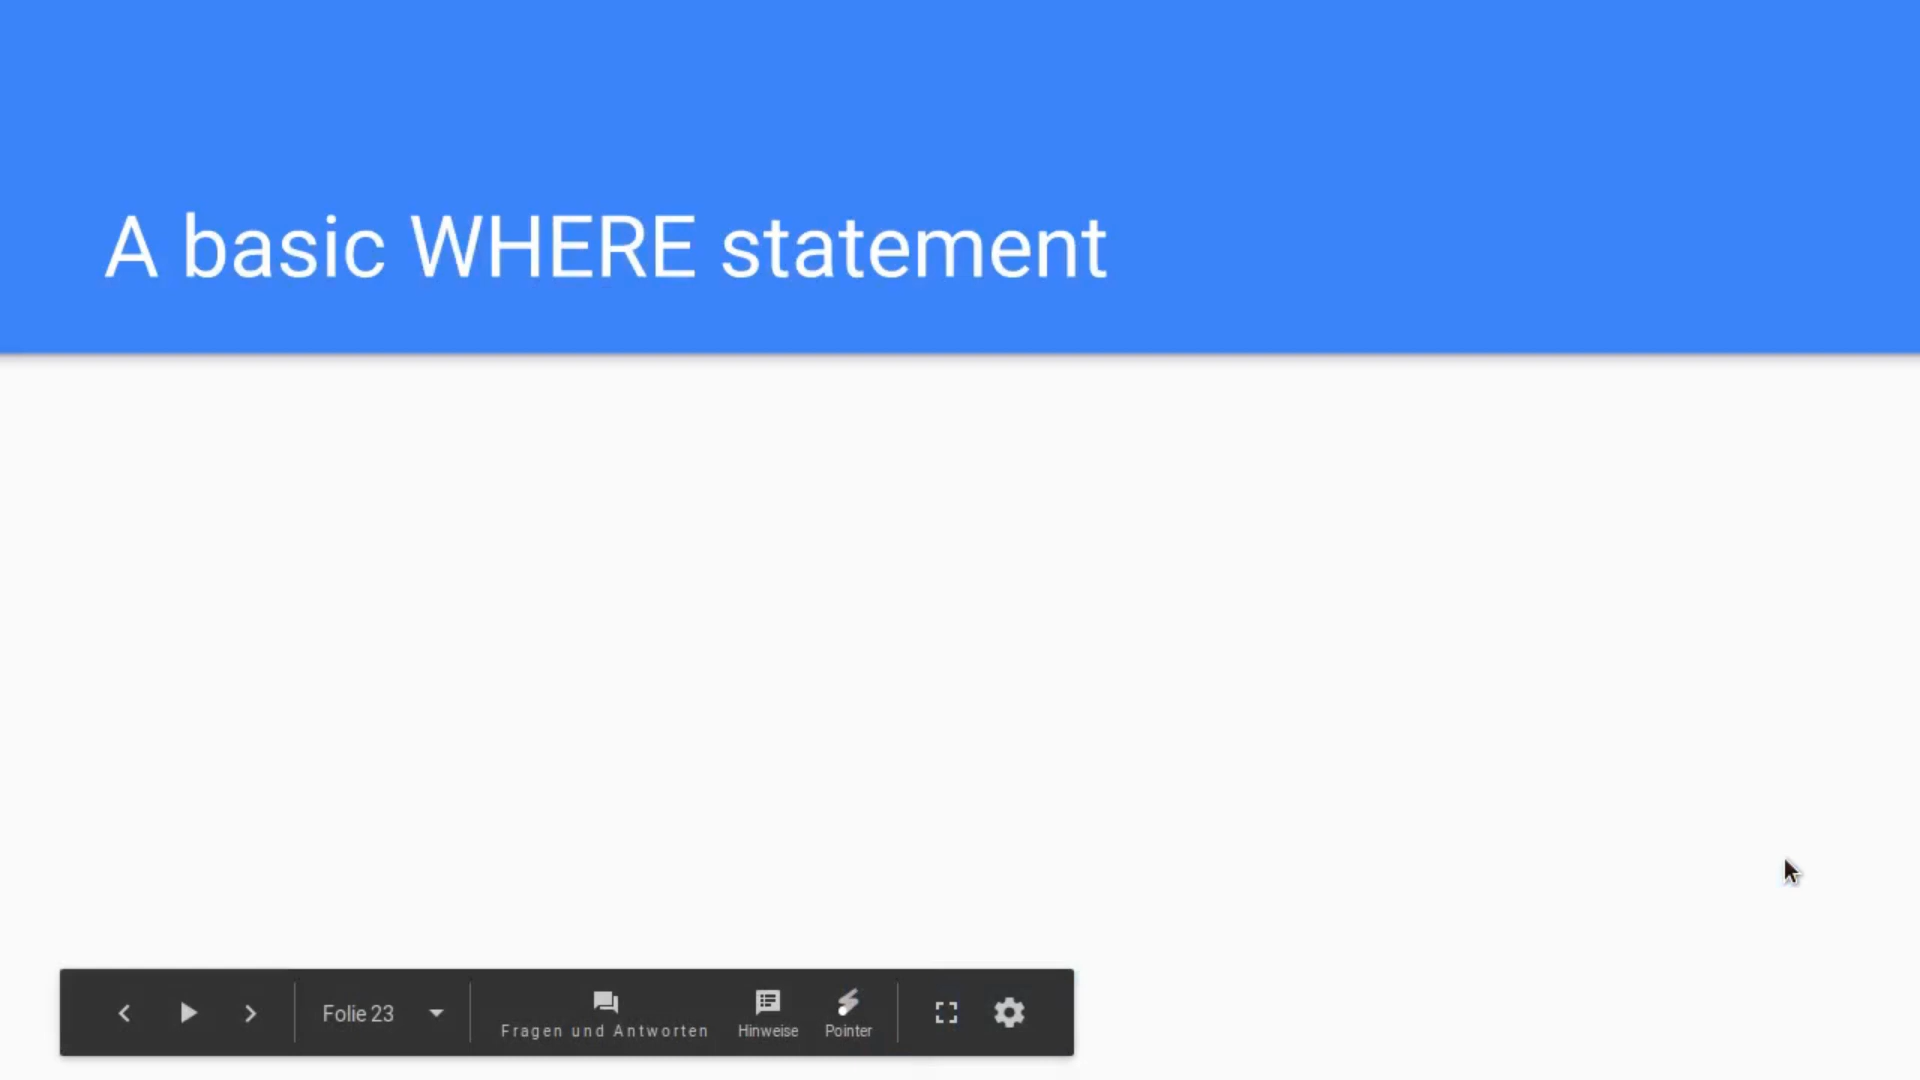 A basic WHERE statement
Folie 23
Fragen und Antworten
Hinweise
Pointer